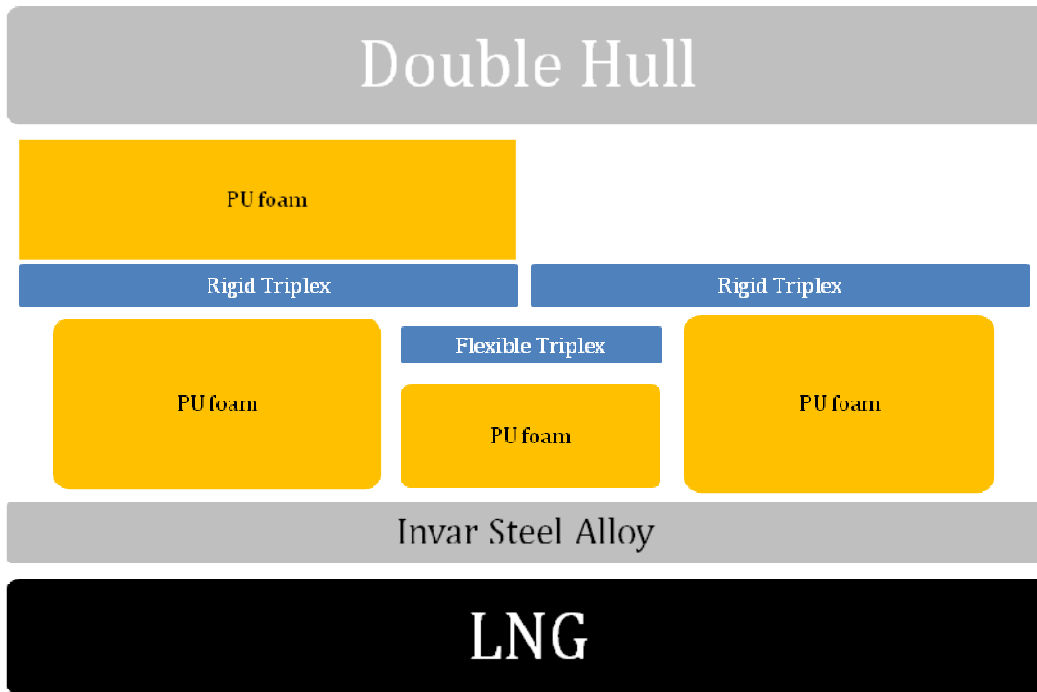 Double Hull
PU foam
Rigid Triplex
Rigid Triplex
Flexible Triplex
PU foam
PU foam
PU foam
Invar Steel Alloy
LNG